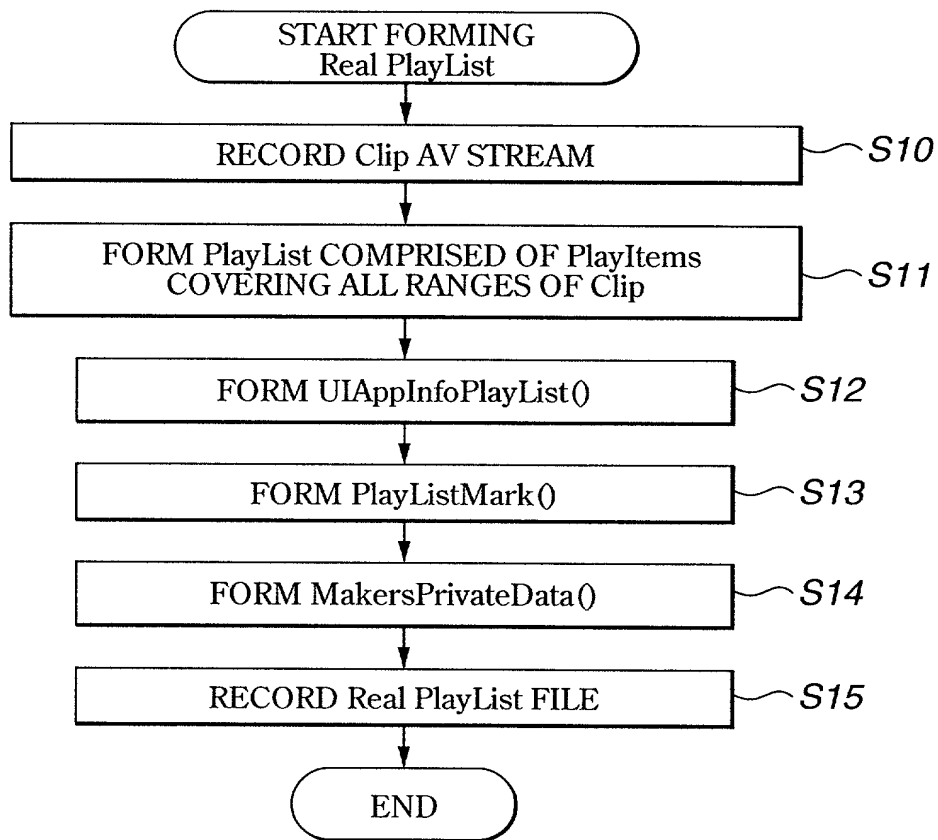 START FORMING
Real PlayList
RECORD Clip AV STREAM
S10
FORM PlayList COMPRISED OF PlayItems
COVERING ALL RANGES OF Clip
S11
FORM UIAppInfoPlayList()
S12
FORM PlayListMark()
S13
FORM MakersPrivateData()
S14
RECORD Real PlayList FILE
S15
END